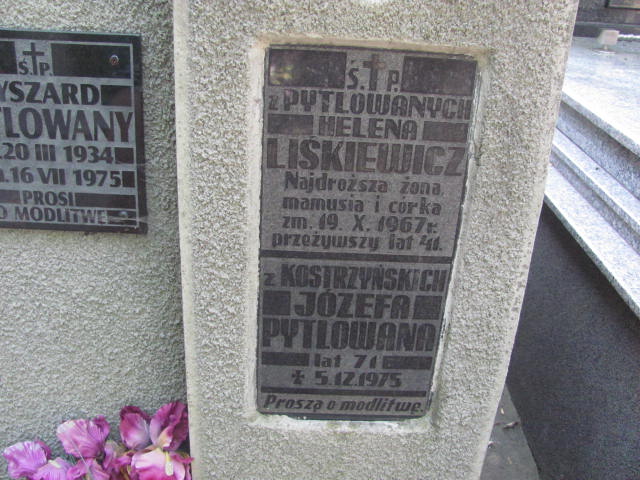 Ś.P.
YSZARD
TLOWANY
20 III 1934
16 VII 1975
PROSI
O MODLITWĘ
Ś.P.
z PYTLOWANYCH
HELENA
LIŚKIEWICZ
Najdroższa żona,
mamusia i córka
zm. 19. X. 1967r.
przeżywszy lat 41.
z KOSTRZYŃSKICH
JÓZEFA
PYTLOWANA
lat 71
5.12.1975
Proszą o modlitwę.